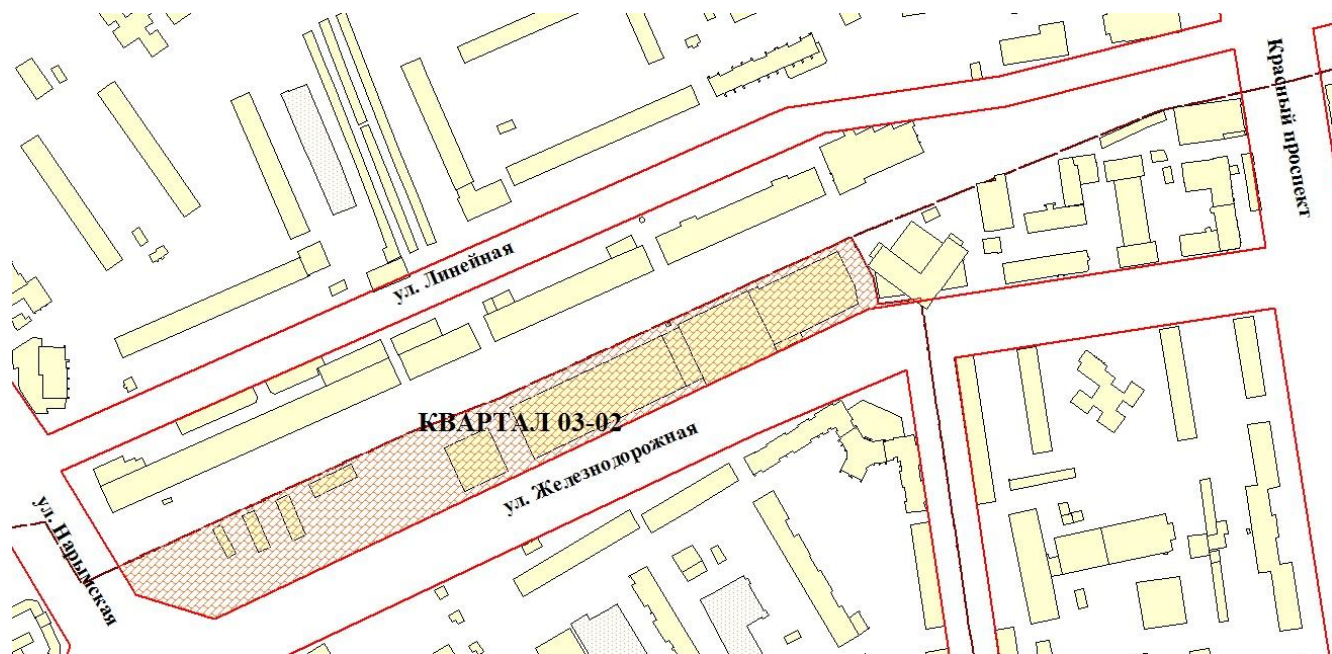 Красный проспект
ул. Линейная
КВАРТАЛ 03-02
ул. Железнодорожная
ул. Нарымская